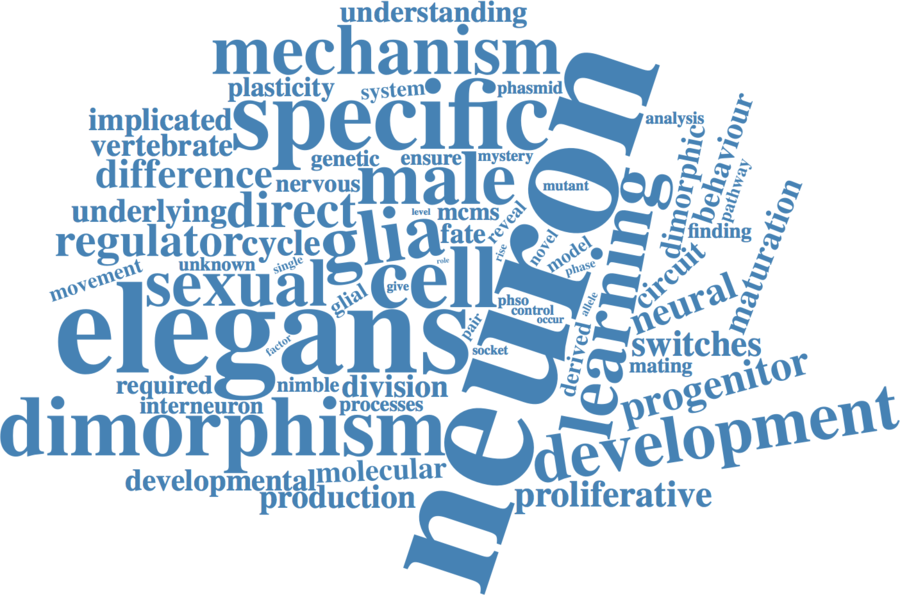 understanding
mechanism
plasticity
system
phasmid
specific
implicated
vertebrate
analysis
genetic
ensure
mystery
difference
nervous
male
mutant
neuron
learning
dimorphic
behaviour
pathway
underlying
direct
level
mcms
reveal
finding
regulator
cycle
glia
fate
rise
novel
model
phase
circuit
maturation
movement
unknown
single
role
sexual
glial
give
cell
phso
control
occur
allele
neural
elegans
factor
pair
socket
derived
switches
mating
required
nimble
division
progenitor
interneuron
processes
dimorphism
development
developmental
molecular
production
proliferative